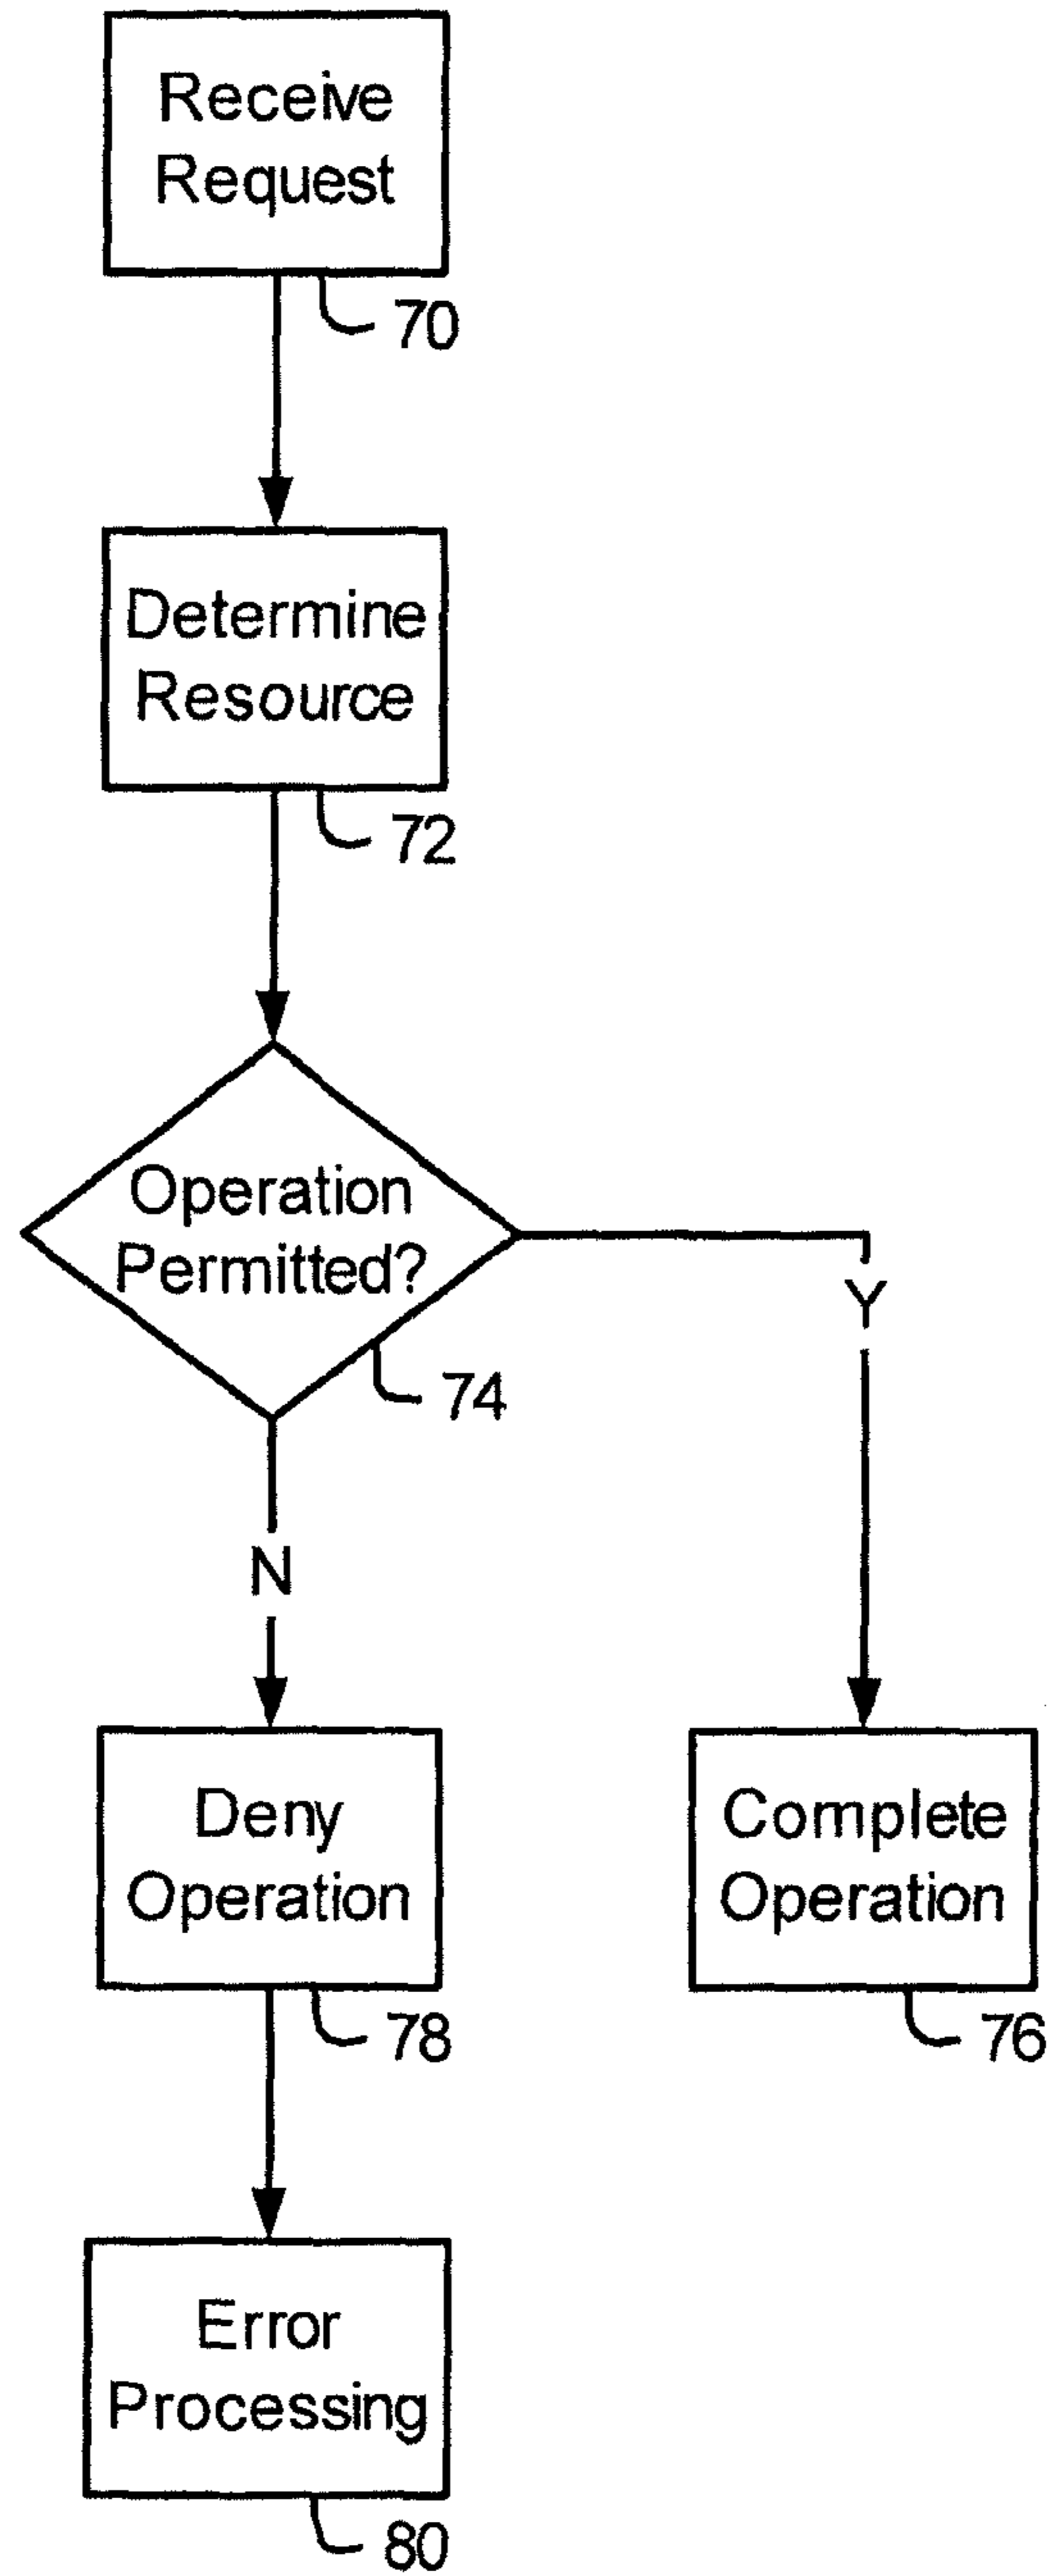 Receive
Request
70
Determine
Resource
72
Operation
Permitted?
74
Y
N
Deny
Operation
78
Complete
Operation
76
Error
Processing
80